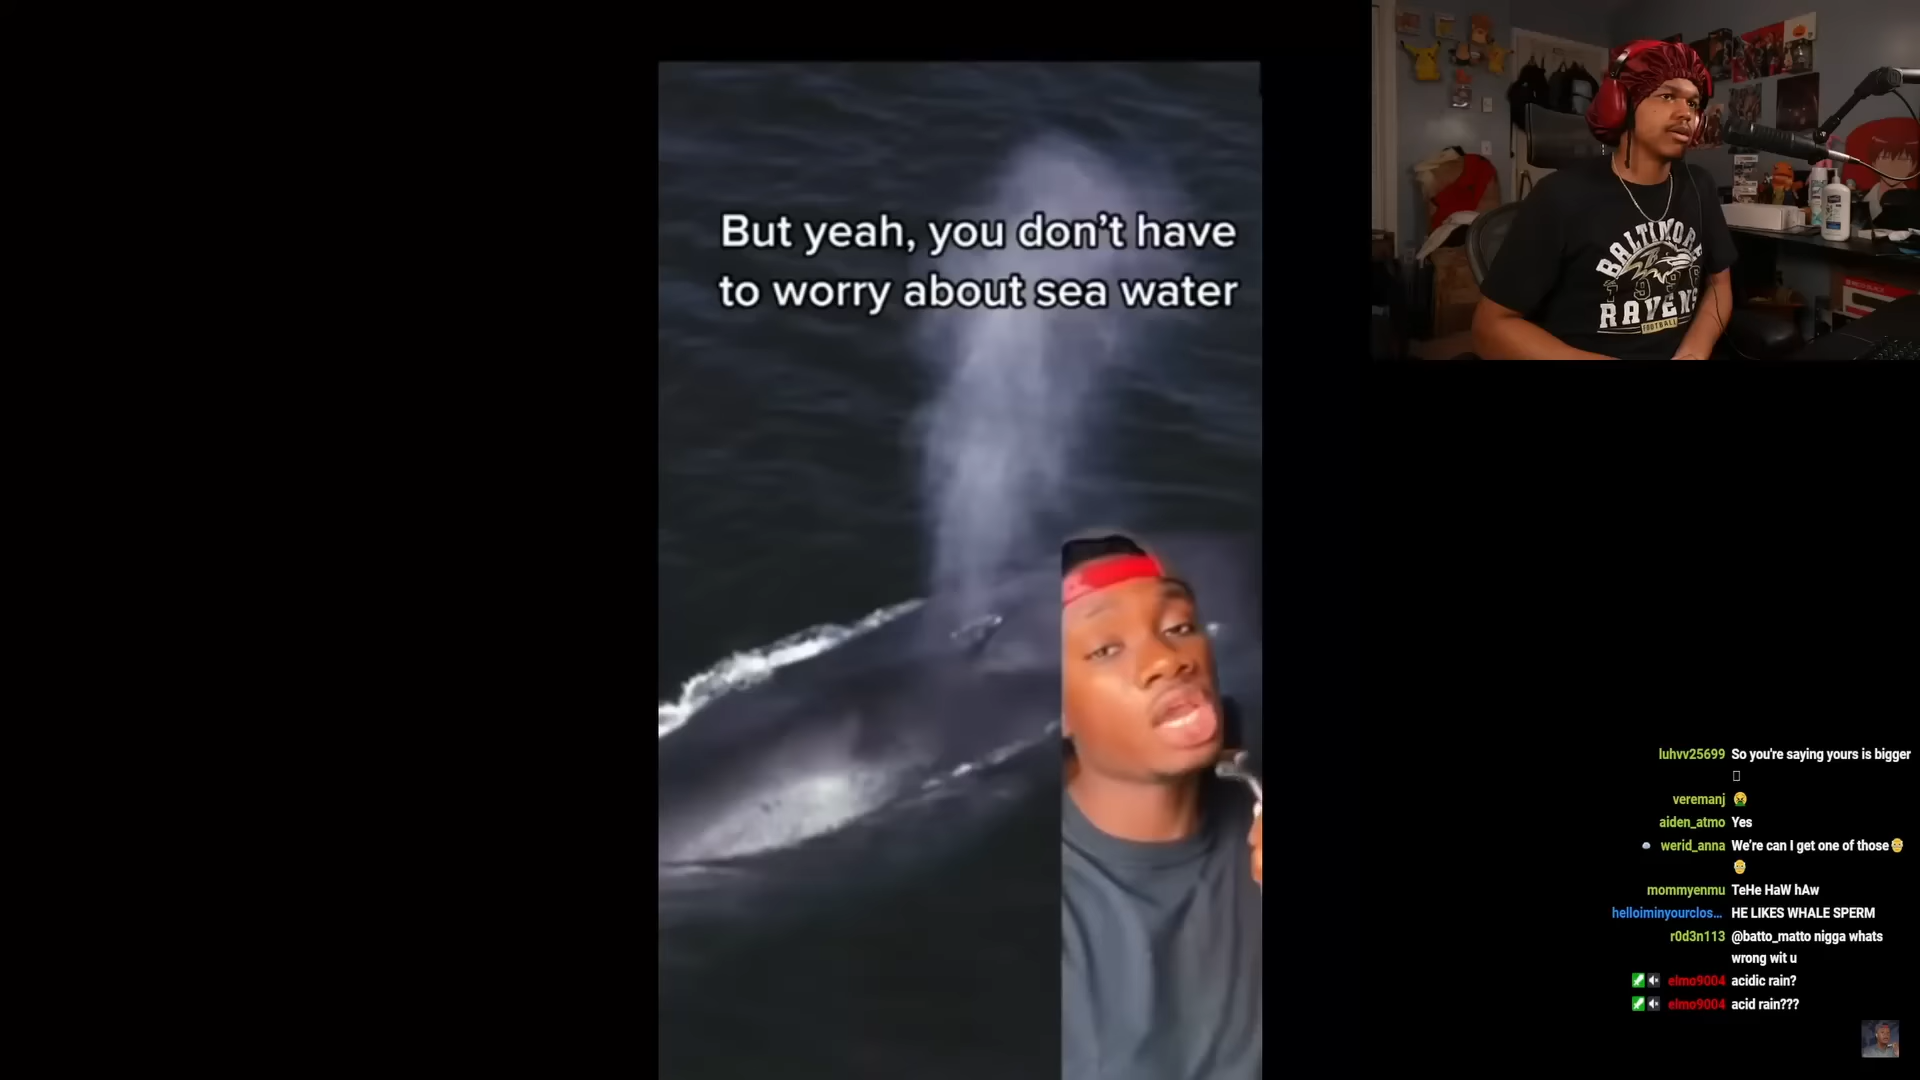 But yeah, you don't have
to worry about sea water
BALTIMORE
RAVENS
FOOTBALL
luhvv25699 So you're saying yours is bigger
veremanj
aiden_atmo Yes
werid_anna We're can I get one of those
mommyenmu TeHe HaW hAw
helloiminyourclos... HE LIKES WHALE SPERM
r0d3n113 @batto_matto nigga whats
wrong wit u
elmo9004 acidic rain?
elmo9004 acid rain???